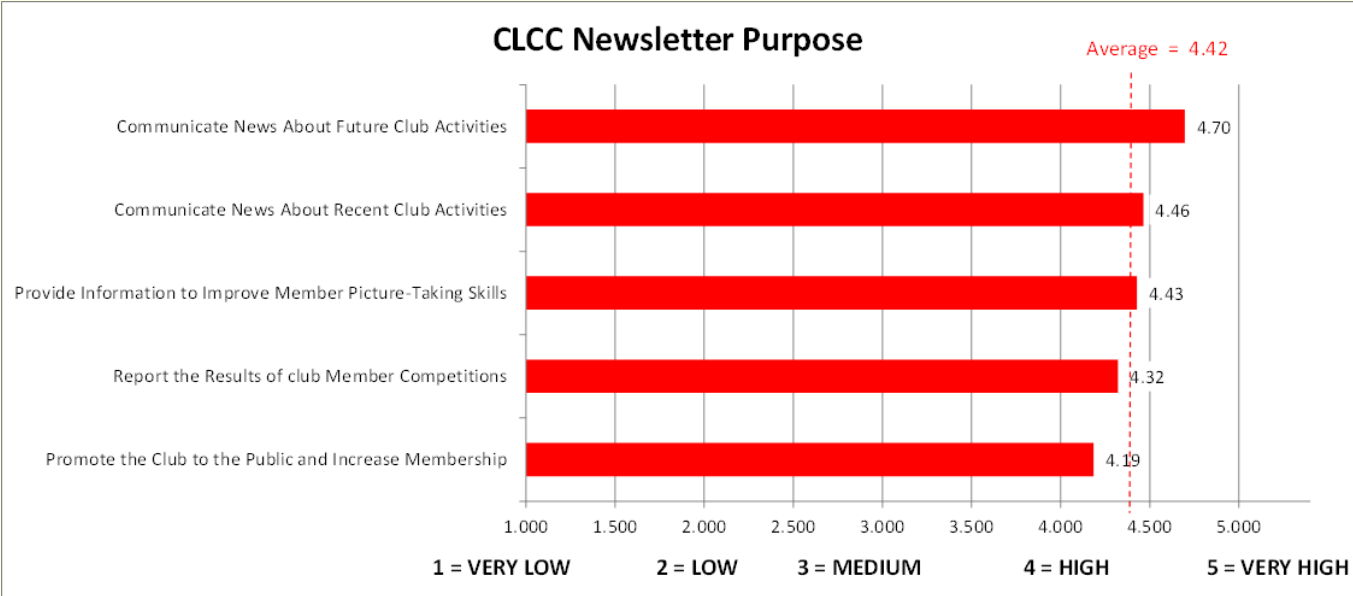 CLCC Newsletter Purpose
Average = 4.42
Communicate News About Future Club Activities 4.70
Communicate News About Recent Club Activities 4.46
Provide Information to Improve Member Picture-Taking Skills 4.43
Report the Results of club Member Competitions 4.32
Promote the Club to the Public and Increase Membership 4.19
1.000 1.500 2.000 2.500 3.000 3.500 4.000 4.500 5.000
1 = VERY LOW 2 = LOW 3 = MEDIUM 4 = HIGH 5 = VERY HIGH